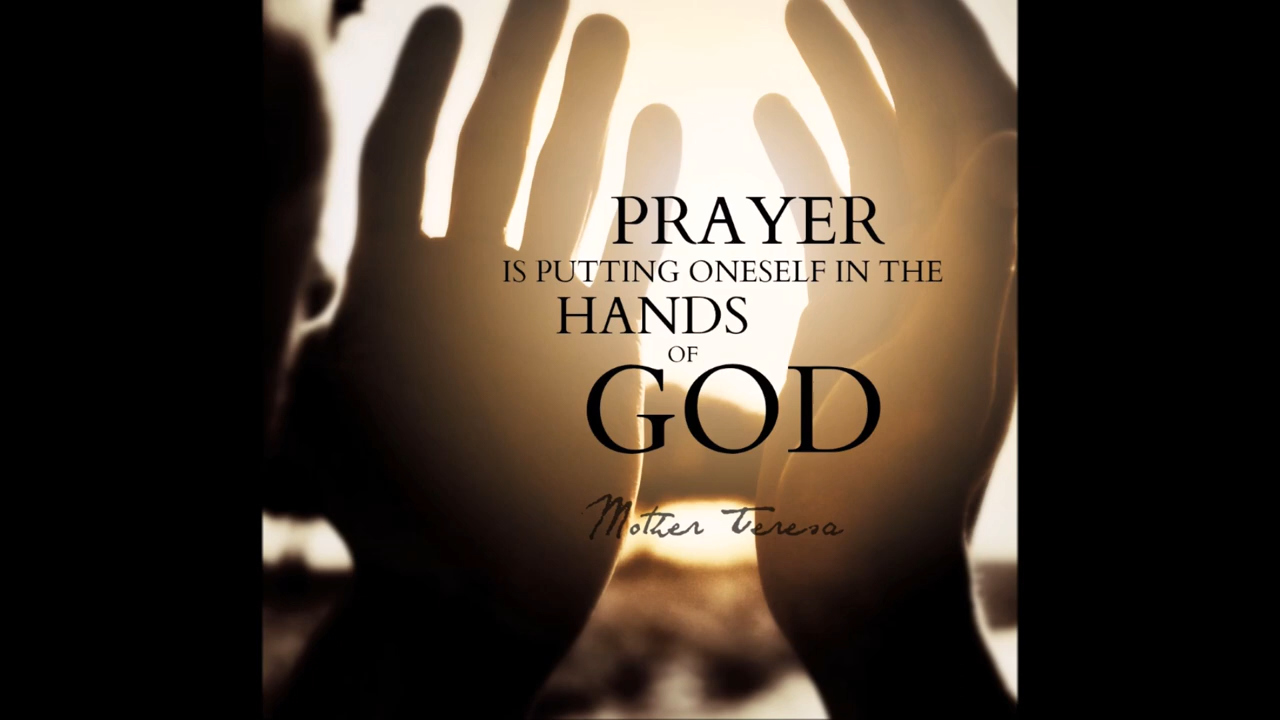 PRAYER
IS PUTTING ONESELF IN THE
HANDS
OF
GOD
Mother Teresa